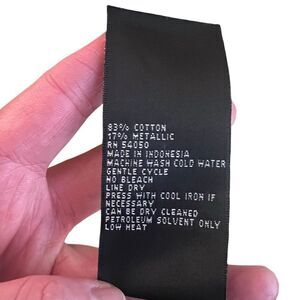 83% COTTON
17% METALLIC
RN 54050
MADE IN INDONESIA
MACHINE WASH COLD WATER
GENTLE CYCLE
NO BLEACH
LINE DRY
PRESS WITH COOL IRON IF
NECESSARY
CAN BE DRY CLEANED
PETROLEUM SOLVENT ONLY
LOW HEAT